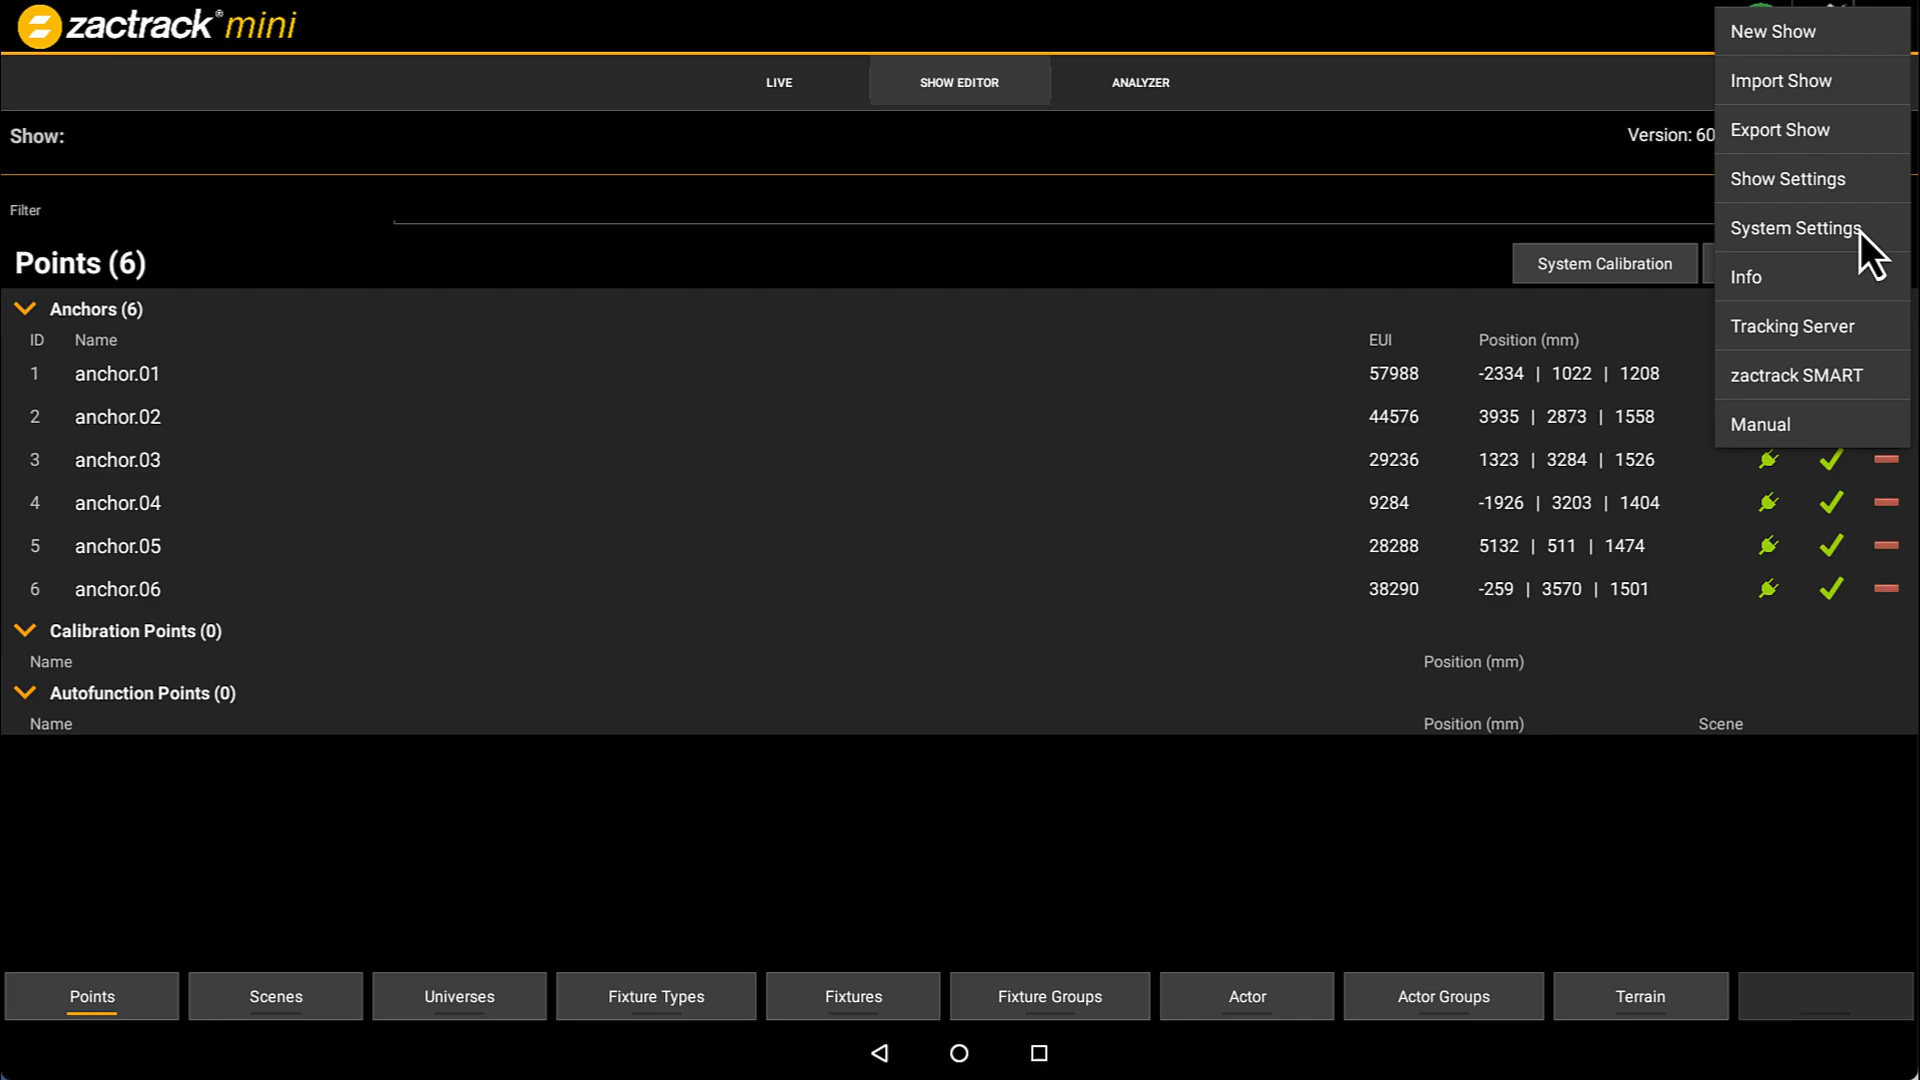 zactrack® mini
New Show
Import Show
Export Show
Show Settings
System Settings
Info
Tracking Server
zactrack SMART
Manual
LIVE
SHOW EDITOR
ANALYZER
Show:
Version: 60
Filter
Points (6)
System Calibration
Anchors (6)
ID Name EUI Position (mm)
1 anchor.01 57988 -2334 | 1022 | 1208
2 anchor.02 44576 3935 | 2873 | 1558
3 anchor.03 29236 1323 | 3284 | 1526
4 anchor.04 9284 -1926 | 3203 | 1404
5 anchor.05 28288 5132 | 511 | 1474
6 anchor.06 38290 -259 | 3570 | 1501
Calibration Points (0)
Name Position (mm)
Autofunction Points (0)
Name Position (mm) Scene
Points
Scenes
Universes
Fixture Types
Fixtures
Fixture Groups
Actor
Actor Groups
Terrain